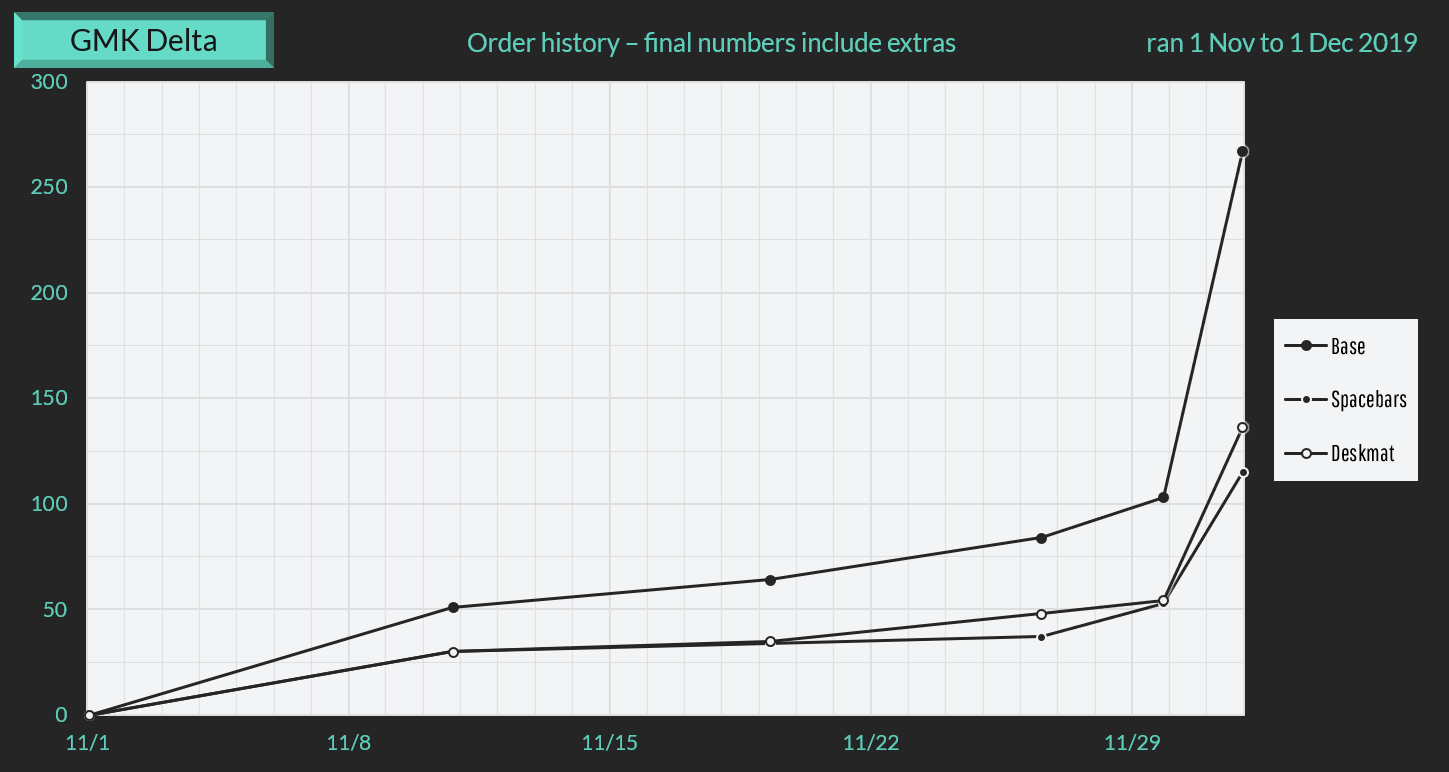 GMK Delta
Order history – final numbers include extras
ran 1 Nov to 1 Dec 2019
300
250
200
150
100
50
0
11/1
11/8
11/15
11/22
11/29
Base
Spacebars
Deskmat